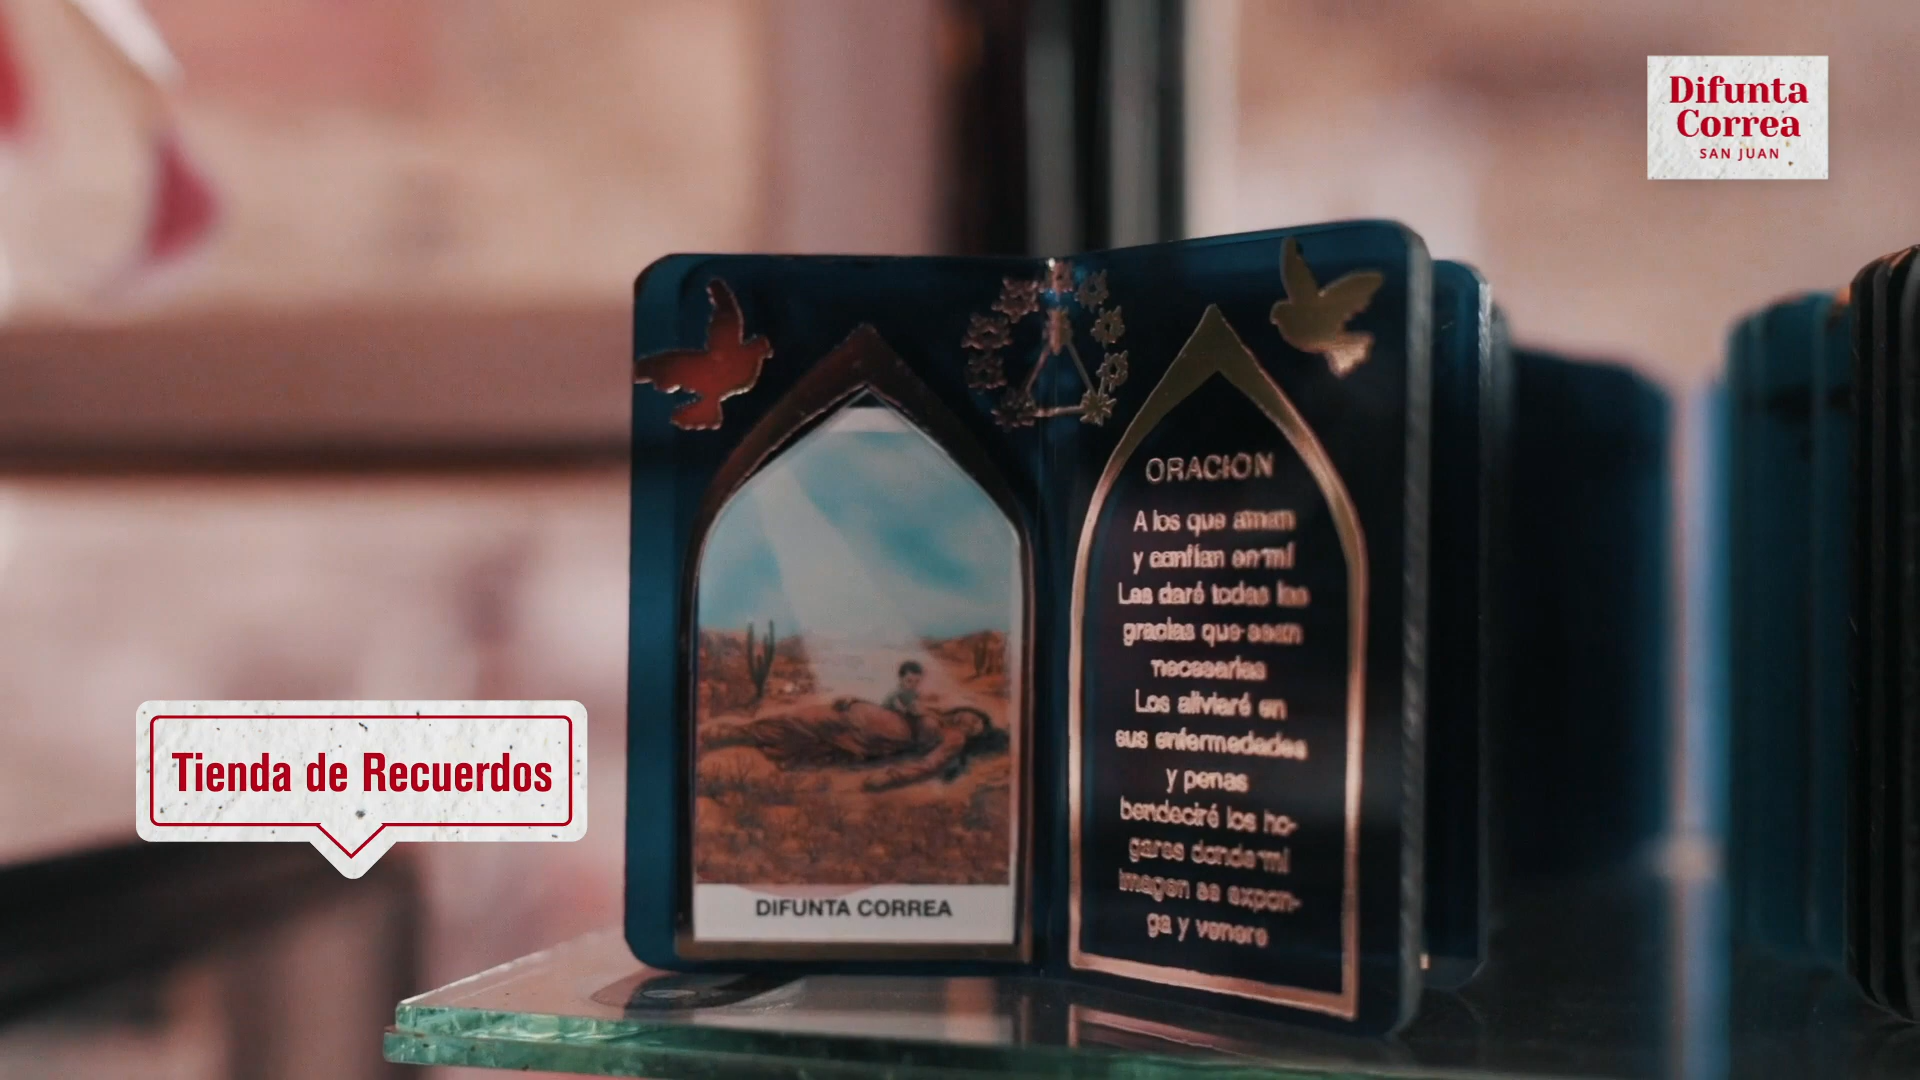 Difunta
Correa
SAN JUAN
ORACION
A los que aman
y confían en mí
Les daré todas las
gracias que sean
necesarias
Los aliviaré en
sus enfermedades
y penas
bendeciré los ho-
gares donde mi
imagen se expon-
ga y venere
Tienda de Recuerdos
DIFUNTA CORREA